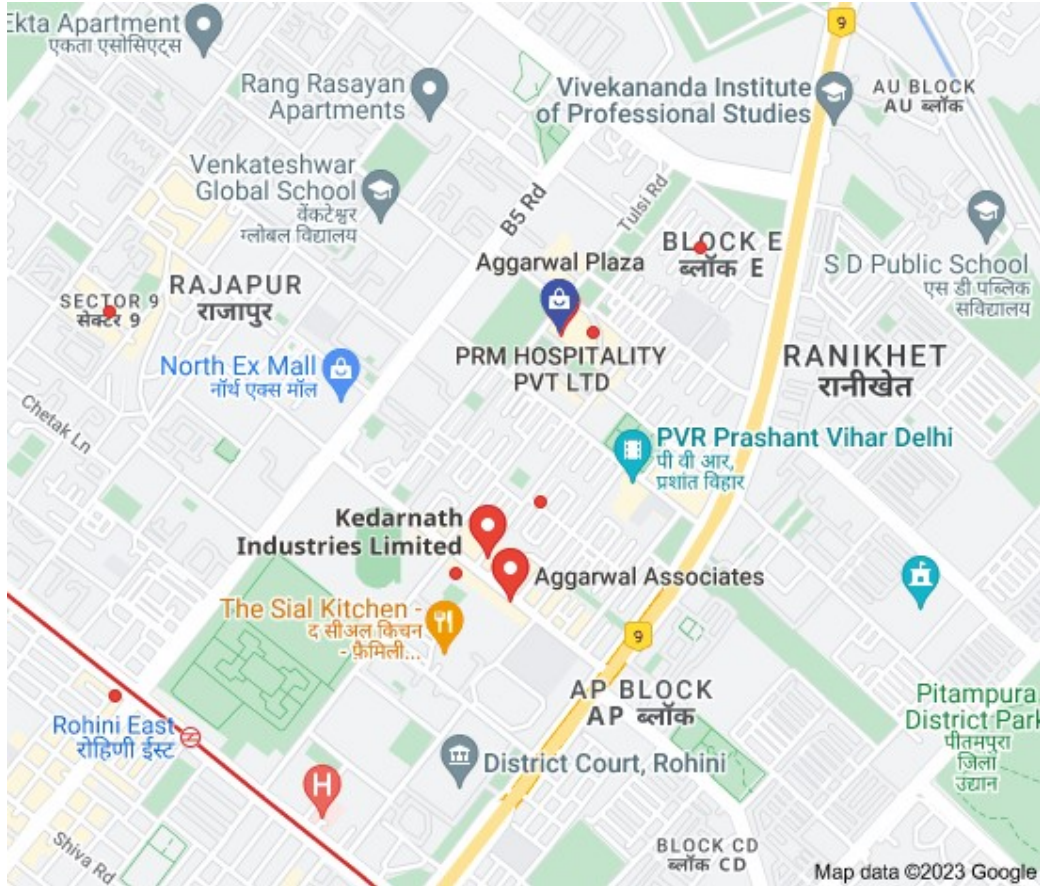 Ekta Apartment
एकता एसोसिएट्स
9
Rang Rasayan
Apartments
Vivekananda Institute
of Professional Studies
AU BLOCK
AU ब्लॉक
Venkateshwar
Global School
वेंकटेश्वर
ग्लोबल विद्यालय
B5 Rd
Tulsi Rd
BLOCK E
ब्लॉक E
Aggarwal Plaza
S D Public School
एस डी पब्लिक
सविद्यालय
RAJAPUR
राजापुर
SECTOR 9
सेक्टर 9
PRM HOSPITALITY
PVT LTD
RANIKHET
रानीखेत
North Ex Mall
नॉर्थ एक्स मॉल
Chetak Ln
PVR Prashant Vihar Delhi
पी वी आर,
प्रशांत विहार
Kedarnath
Industries Limited
Aggarwal Associates
The Sial Kitchen -
द सीअल किचन
- फ़ैमिली...
9
AP BLOCK
AP ब्लॉक
Pitampura
District Park
पीतमपुरा
जिला
उद्यान
Rohini East
रोहिणी ईस्ट
District Court, Rohini
H
Shiva Rd
BLOCK CD
ब्लॉक CD
Map data ©2023 Google